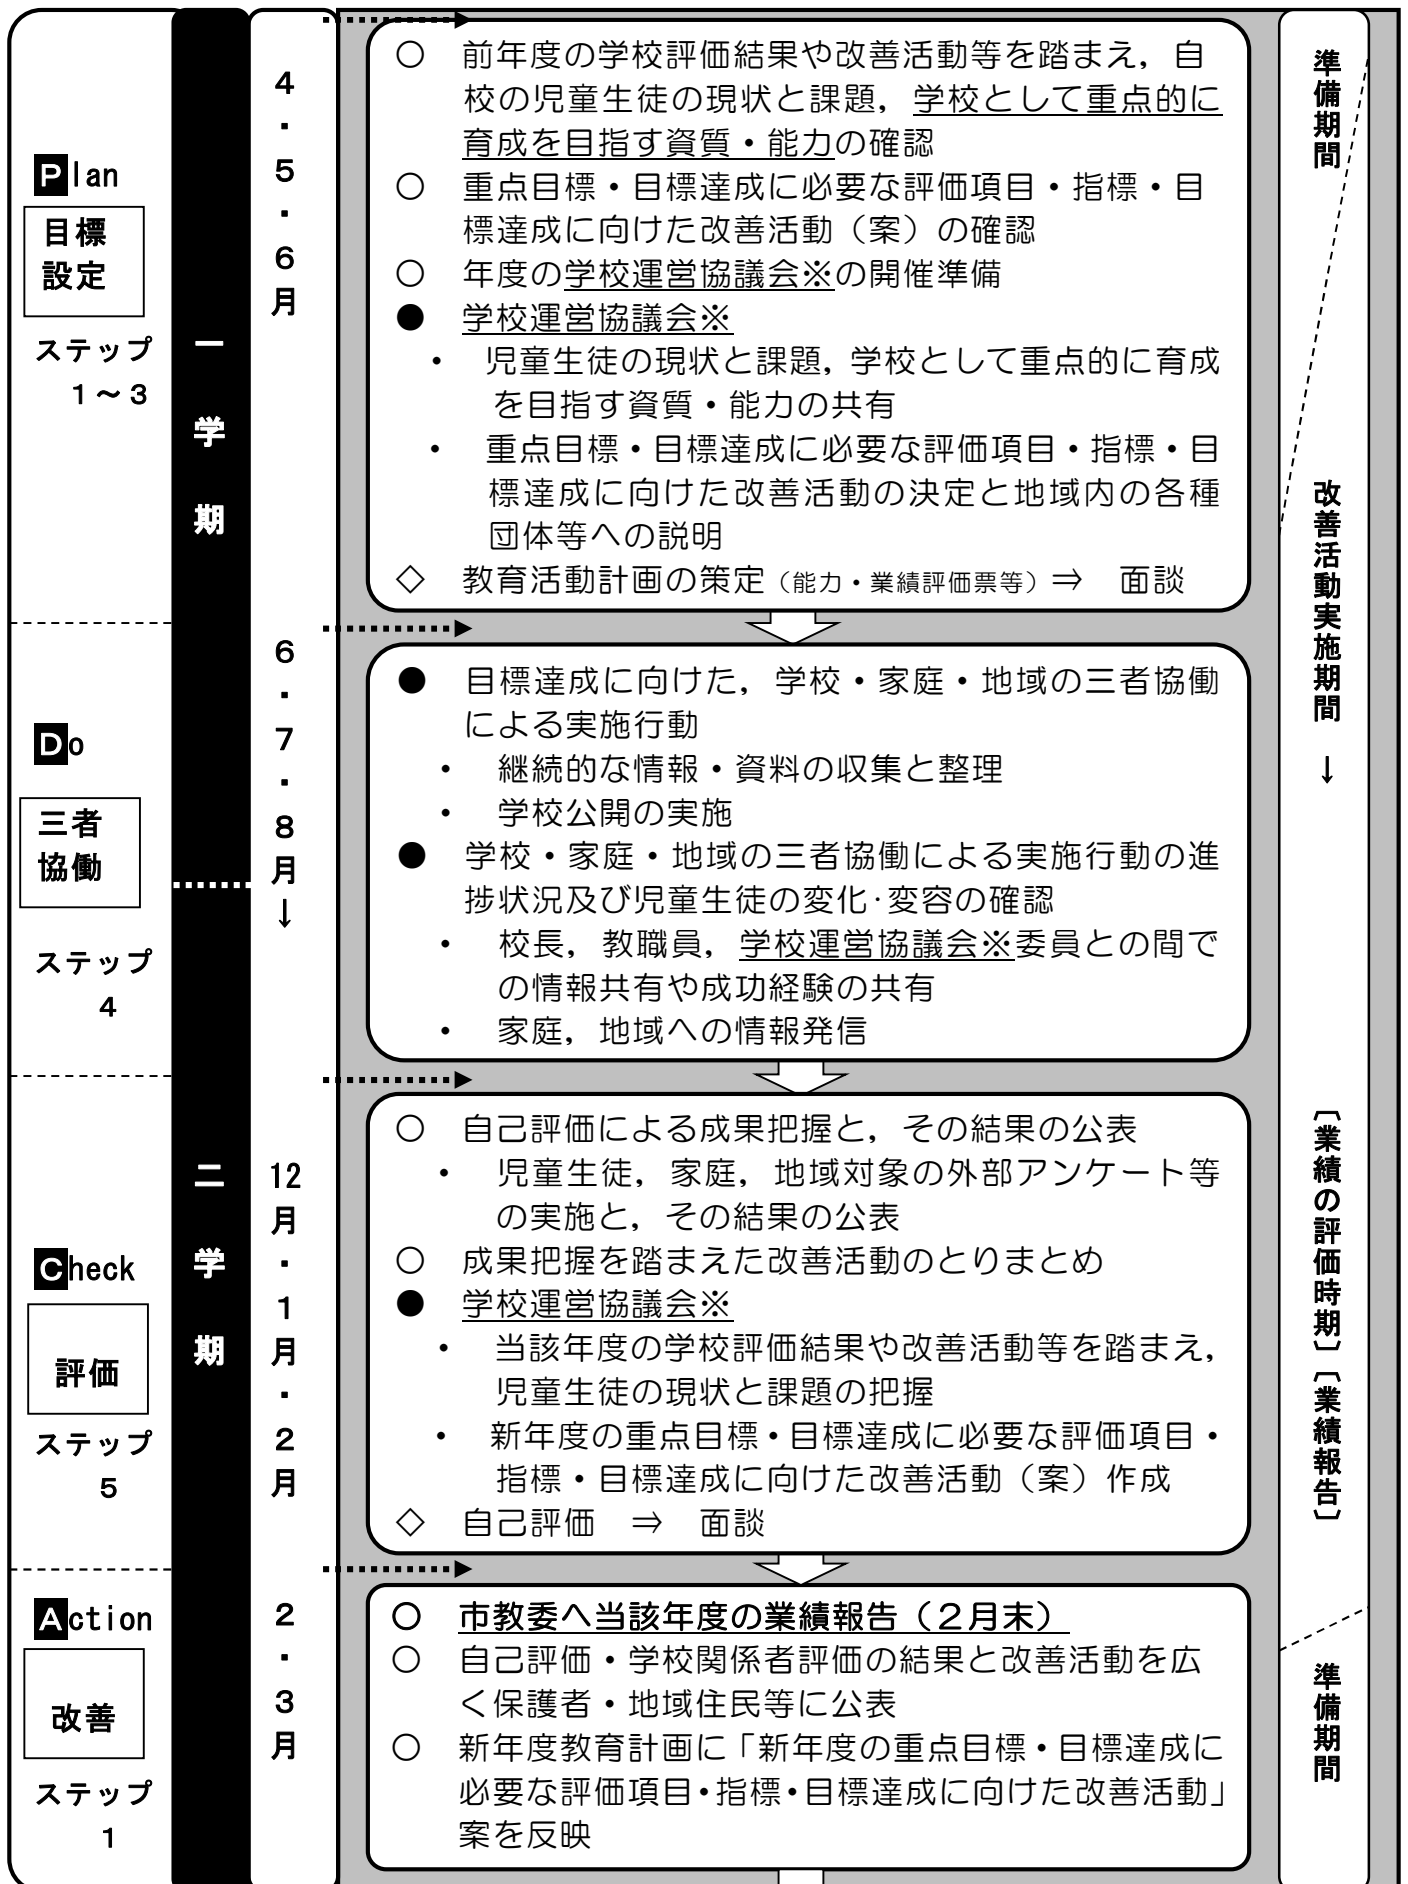 Plan
目標
設定
ステップ
1～3
一学期
4・5・6月
○　前年度の学校評価結果や改善活動等を踏まえ，自
校の児童生徒の現状と課題，学校として重点的に
育成を目指す資質・能力の確認
○　重点目標・目標達成に必要な評価項目・指標・目
標達成に向けた改善活動（案）の確認
○　年度の学校運営協議会※の開催準備
●　学校運営協議会※
・　児童生徒の現状と課題，学校として重点的に育成
を目指す資質・能力の共有
・　重点目標・目標達成に必要な評価項目・指標・目
標達成に向けた改善活動の決定と地域内の各種
団体等への説明
◇　教育活動計画の策定（能力・業績評価票等）⇒　面談
準備期間
改善活動実施期間　↓
Do
三者
協働
ステップ
4
6・7・8月↓
●　目標達成に向けた，学校・家庭・地域の三者協働
による実施行動
・　継続的な情報・資料の収集と整理
・　学校公開の実施
●　学校・家庭・地域の三者協働による実施行動の進
捗状況及び児童生徒の変化・変容の確認
・　校長，教職員，学校運営協議会※委員との間で
の情報共有や成功経験の共有
・　家庭，地域への情報発信
Check
評価
ステップ
5
二学期
12月・1月・2月
○　自己評価による成果把握と，その結果の公表
・　児童生徒，家庭，地域対象の外部アンケート等
の実施と，その結果の公表
○　成果把握を踏まえた改善活動のとりまとめ
●　学校運営協議会※
・　当該年度の学校評価結果や改善活動等を踏まえ，
児童生徒の現状と課題の把握
・　新年度の重点目標・目標達成に必要な評価項目・
指標・目標達成に向けた改善活動（案）作成
◇　自己評価　⇒　面談
〔業績の評価時期〕〔業績報告〕
Action
改善
ステップ
1
2・3月
○　市教委へ当該年度の業績報告（２月末）
○　自己評価・学校関係者評価の結果と改善活動を広
く保護者・地域住民等に公表
○　新年度教育計画に「新年度の重点目標・目標達成に
必要な評価項目・指標・目標達成に向けた改善活動」
案を反映
準備期間